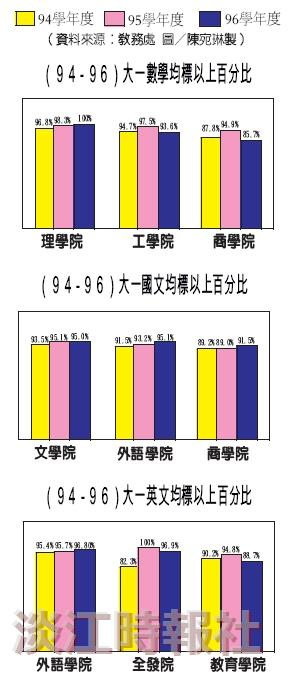 94學年度 95學年度 96學年度
(資料來源：教務處 圖／陳宛琳製)
(94-96)大一數學均標以上百分比
96.8% 98.3% 100% 94.7% 97.5% 93.6% 87.8% 94.9% 85.7%
理學院 工學院 商學院
(94-96)大一國文均標以上百分比
93.5% 95.1% 95.0% 91.5% 93.2% 95.1% 89.2% 89.0% 91.5%
文學院 外語學院 商學院
(94-96)大一英文均標以上百分比
95.4% 95.7% 96.80% 82.3% 100% 96.9% 90.2% 94.8% 88.7%
淡江時報社
外語學院 全發院 教育學院